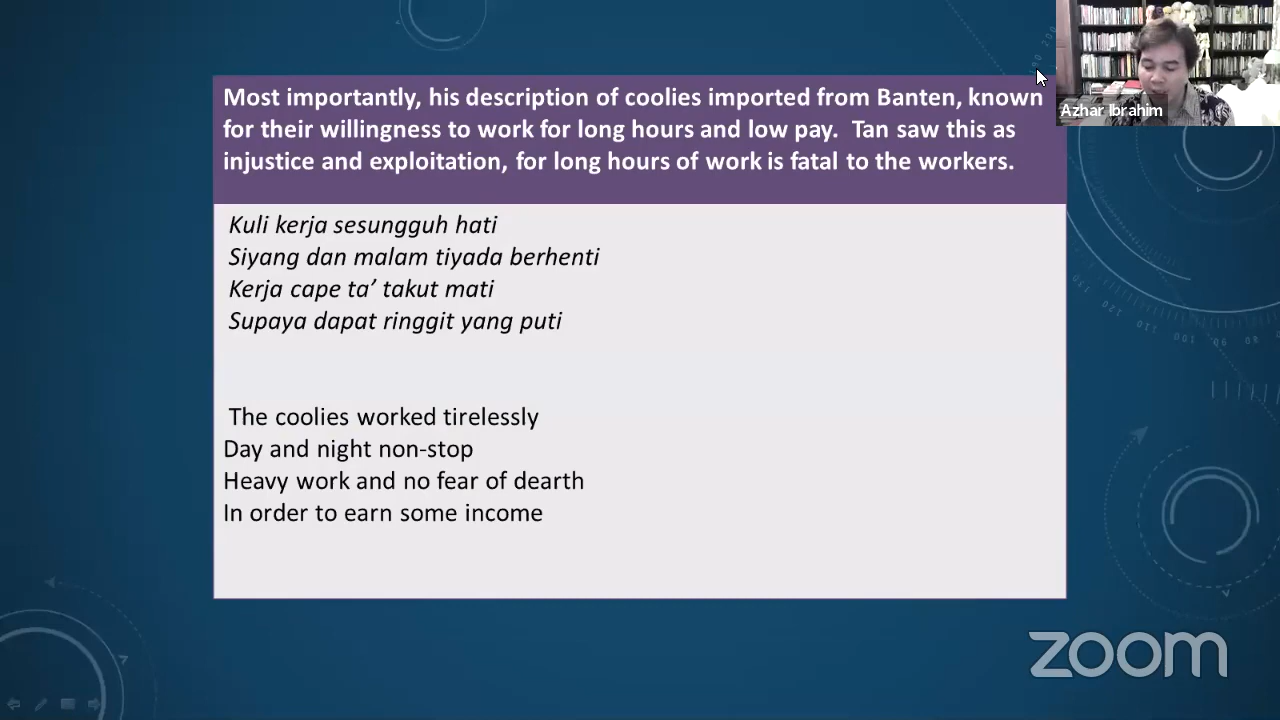 Most importantly, his description of coolies imported from Banten, known
for their willingness to work for long hours and low pay.  Tan saw this as
injustice and exploitation, for long hours of work is fatal to the workers.
Kuli kerja sesungguh hati
Siyang dan malam tiyada berhenti
Kerja cape ta’ takut mati
Supaya dapat ringgit yang puti
The coolies worked tirelessly
Day and night non-stop
Heavy work and no fear of dearth
In order to earn some income
Azhar Ibrahim
zoom